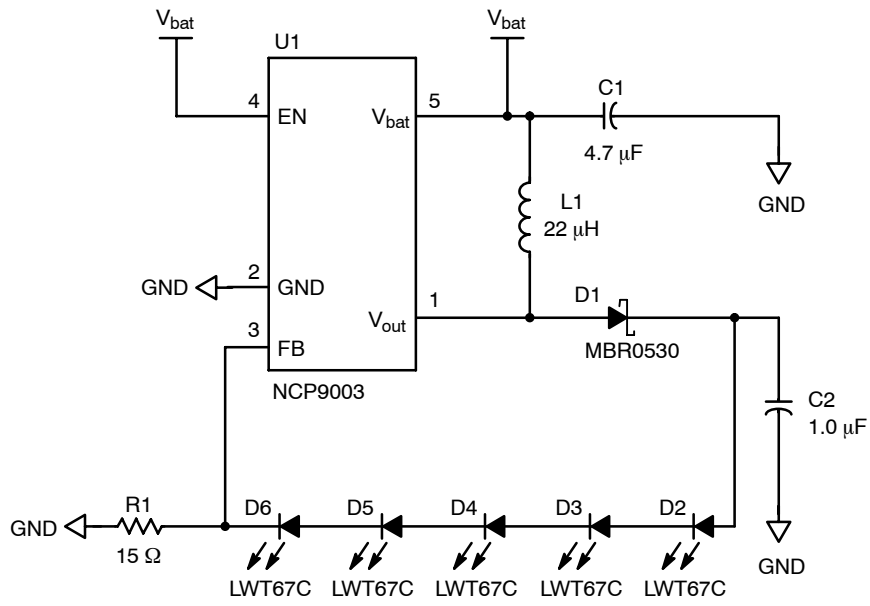 Vbat
Vbat
U1
C1
4
EN
Vbat
5
4.7 μF
L1
22 μH
GND
GND
2
GND
1
Vout
D1
3
FB
MBR0530
NCP9003
C2
1.0 μF
GND
R1
15 Ω
D6
D5
D4
D3
D2
GND
LWT67C
LWT67C
LWT67C
LWT67C
LWT67C